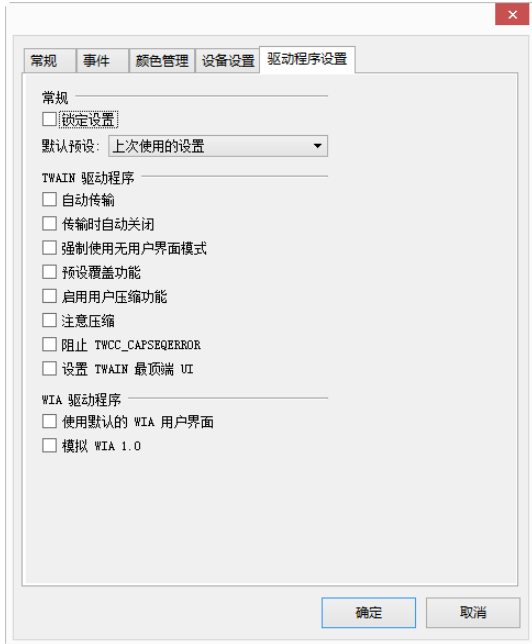 常规 事件 颜色管理 设备设置 驱动程序设置
常规
锁定设置
默认预设: 上次使用的设置
TWAIN 驱动程序
自动传输
传输时自动关闭
强制使用无用户界面模式
预设覆盖功能
启用用户压缩功能
注意压缩
阻止 TWCC_CAPSEQERROR
设置 TWAIN 最顶端 UI
WIA 驱动程序
使用默认的 WIA 用户界面
模拟 WIA 1.0
确定 取消